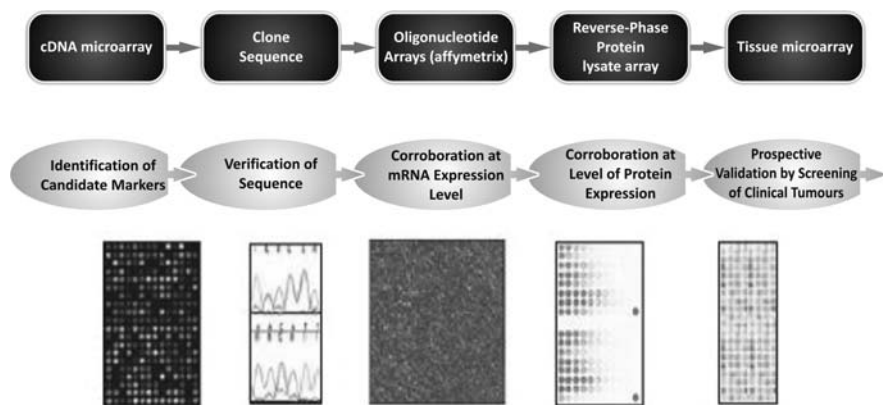 cDNA microarray
Clone
Sequence
Oligonucleotide
Arrays (affymetrix)
Reverse-Phase
Protein
lysate array
Tissue microarray
Identification of
Candidate Markers
Verification of
Sequence
Corroboration at
mRNA Expression
Level
Corroboration at
Level of Protein
Expression
Prospective
Validation by Screening
of Clinical Tumours